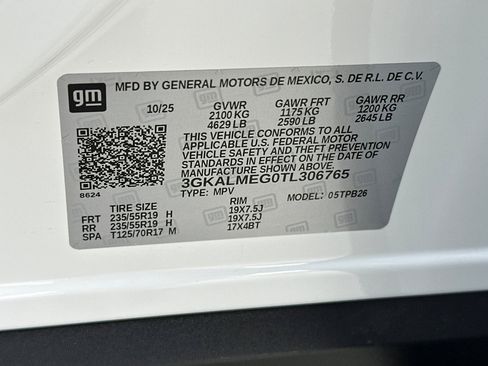 gm
MFD BY GENERAL MOTORS DE MEXICO, S. DE R.L. DE C.V.
10/25 GVWR GAWR FRT GAWR RR
2100 KG 1175 KG 1200 KG
4629 LB 2590 LB 2645 LB
THIS VEHICLE CONFORMS TO ALL
APPLICABLE U.S. FEDERAL MOTOR
VEHICLE SAFETY, BUMPER, AND THEFT PREVENTION
STANDARDS IN EFFECT ON THE DATE OF
MANUFACTURE SHOWN ABOVE.
3GKALMEG0TL306765
8624
TYPE: MPV MODEL: 05TPB26
TIRE SIZE RIM
FRT 235/55R19 H 19X7.5J
RR 235/55R19 H 19X7.5J
SPA T125/70R17 M 17X4BT